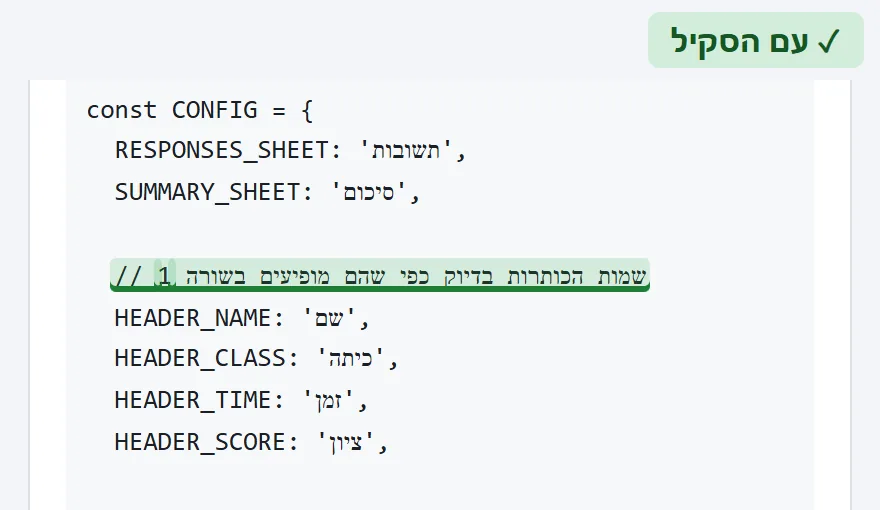 ✓ עם הסקיל
const CONFIG = {
  RESPONSES_SHEET: 'תשובות',
  SUMMARY_SHEET: 'סיכום',
  // שמות הכותרות בדיוק כפי שהם מופיעים בשורה 1
  HEADER_NAME: 'שם',
  HEADER_CLASS: 'כיתה',
  HEADER_TIME: 'זמן',
  HEADER_SCORE: 'ציון',